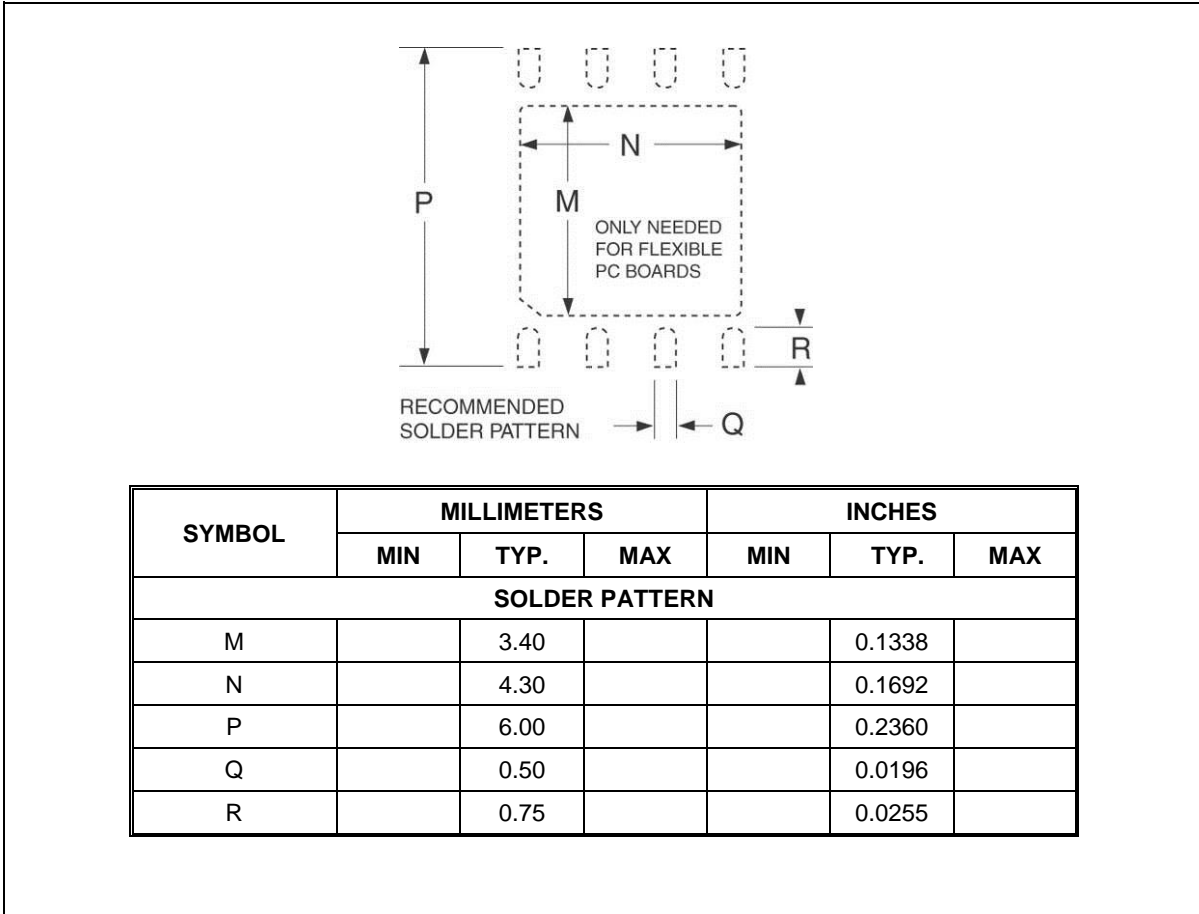 N
P
M
ONLY NEEDED
FOR FLEXIBLE
PC BOARDS
R
RECOMMENDED
SOLDER PATTERN
Q
SYMBOL MILLIMETERS INCHES
MIN TYP. MAX MIN TYP. MAX
SOLDER PATTERN
M 3.40 0.1338
N 4.30 0.1692
P 6.00 0.2360
Q 0.50 0.0196
R 0.75 0.0255